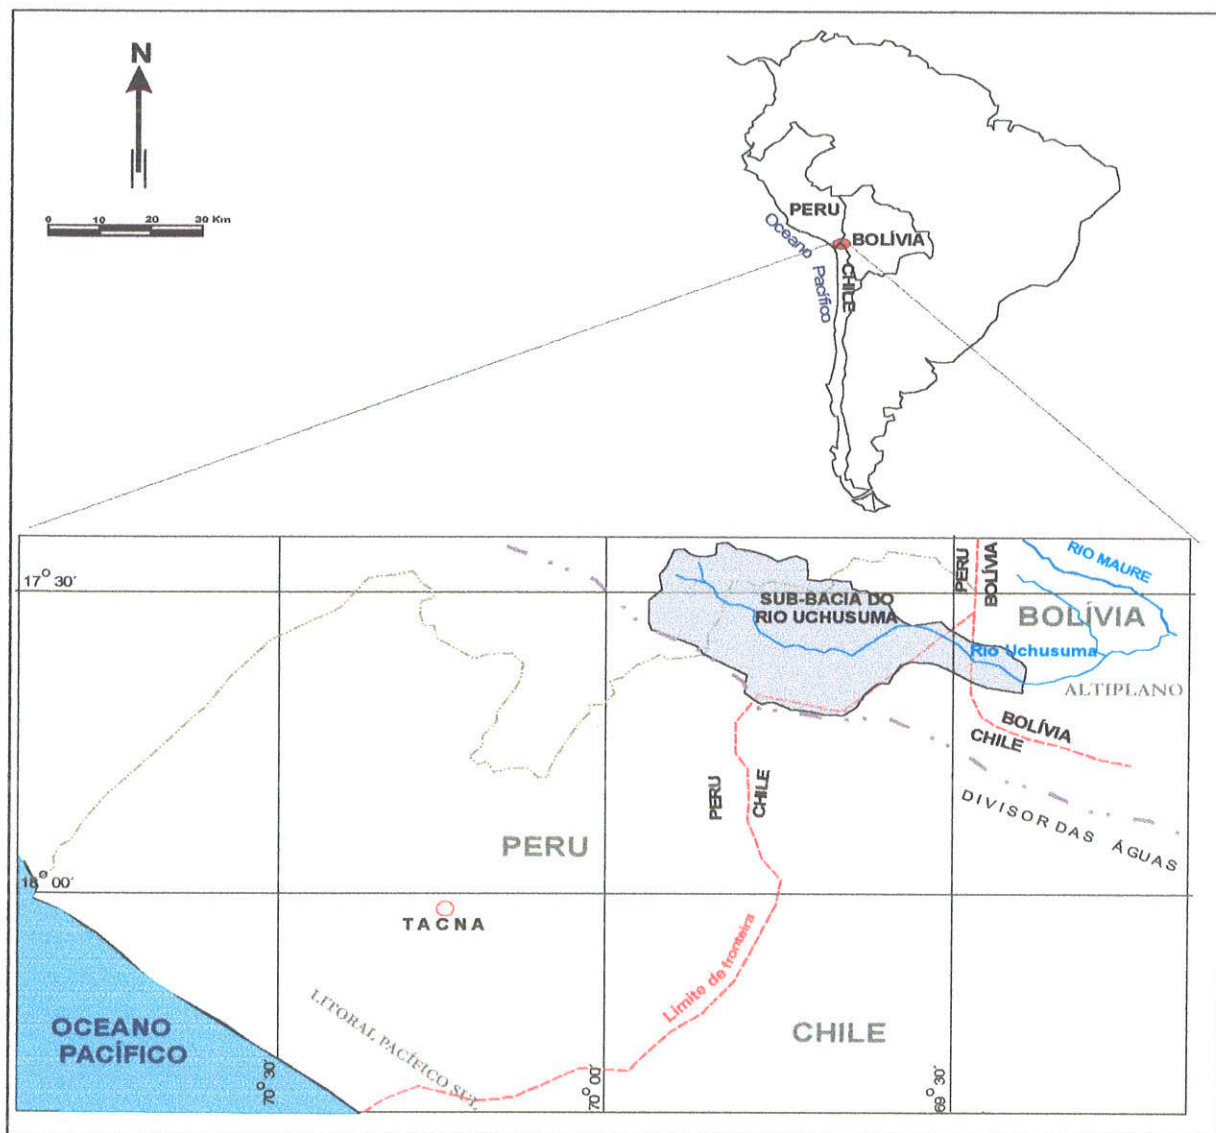 N
0 10 20 30 Km
PERU
BOLÍVIA
CHILE
Oceano
Pacífico
17° 30´
SUB-BACIA DO
RIO UCHUSUMA
PERU
BOLÍVIA
RIO MAURE
BOLÍVIA
Rio Uchusuma
ALTIPLANO
BOLÍVIA
CHILE
PERU
CHILE
DIVISOR DAS ÁGUAS
PERU
18° 00´
TACNA
Limite de fronteira
LITORAL PACÍFICO SUL
OCEANO
PACÍFICO
CHILE
70° 30´
70° 00´
69° 30´